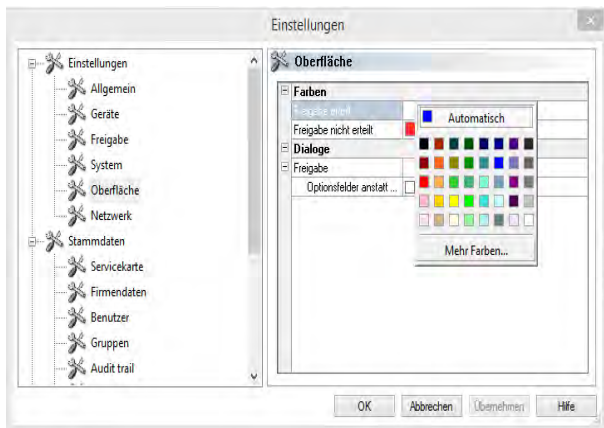 Einstellungen
Einstellungen
Allgemein
Geräte
Freigabe
System
Oberfläche
Netzwerk
Stammdaten
Servicekarte
Firmendaten
Benutzer
Gruppen
Audit trail
Oberfläche
Farben
Freigabe erteilt
Freigabe nicht erteilt
Dialoge
Freigabe
Optionsfelder anstatt ...
Automatisch
Mehr Farben...
OK Abbrechen Übernehmen Hilfe